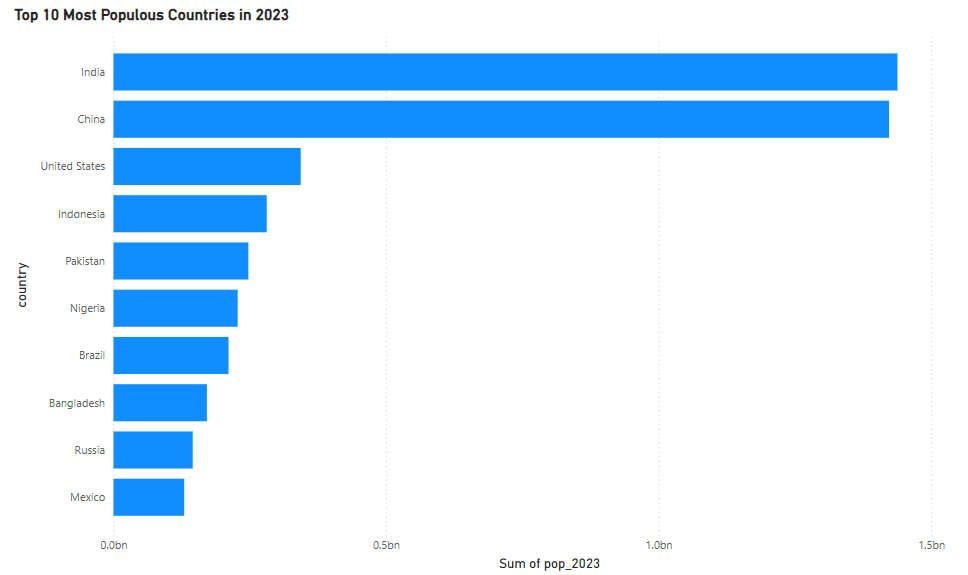 Top 10 Most Populous Countries in 2023
India
China
United States
Indonesia
Pakistan
Nigeria
Brazil
Bangladesh
Russia
Mexico
country
0.0bn 0.5bn 1.0bn 1.5bn
Sum of pop_2023